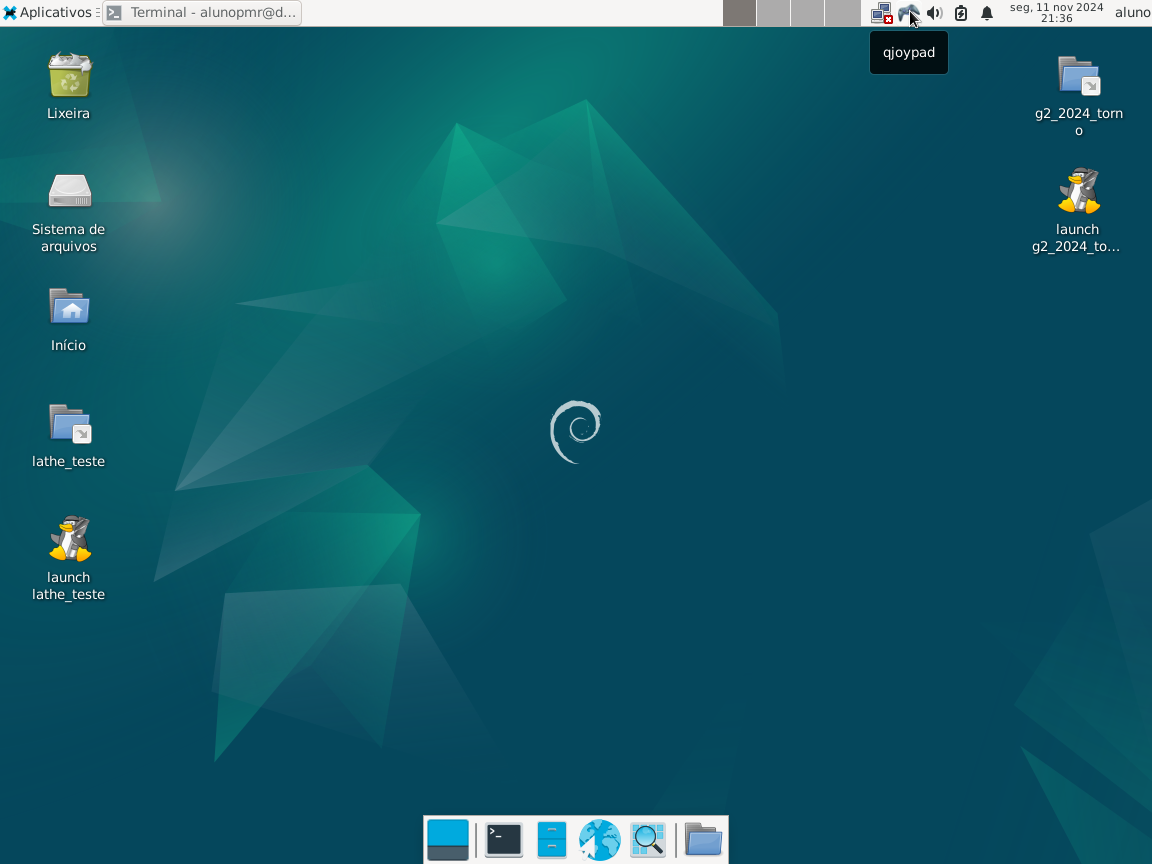 Aplicativos
Terminal - alunopmr@d...
seg, 11 nov 2024
21:36
aluno
qjoypad
Lixeira
g2_2024_torn
o
Sistema de
arquivos
launch
g2_2024_to...
Início
lathe_teste
launch
lathe_teste